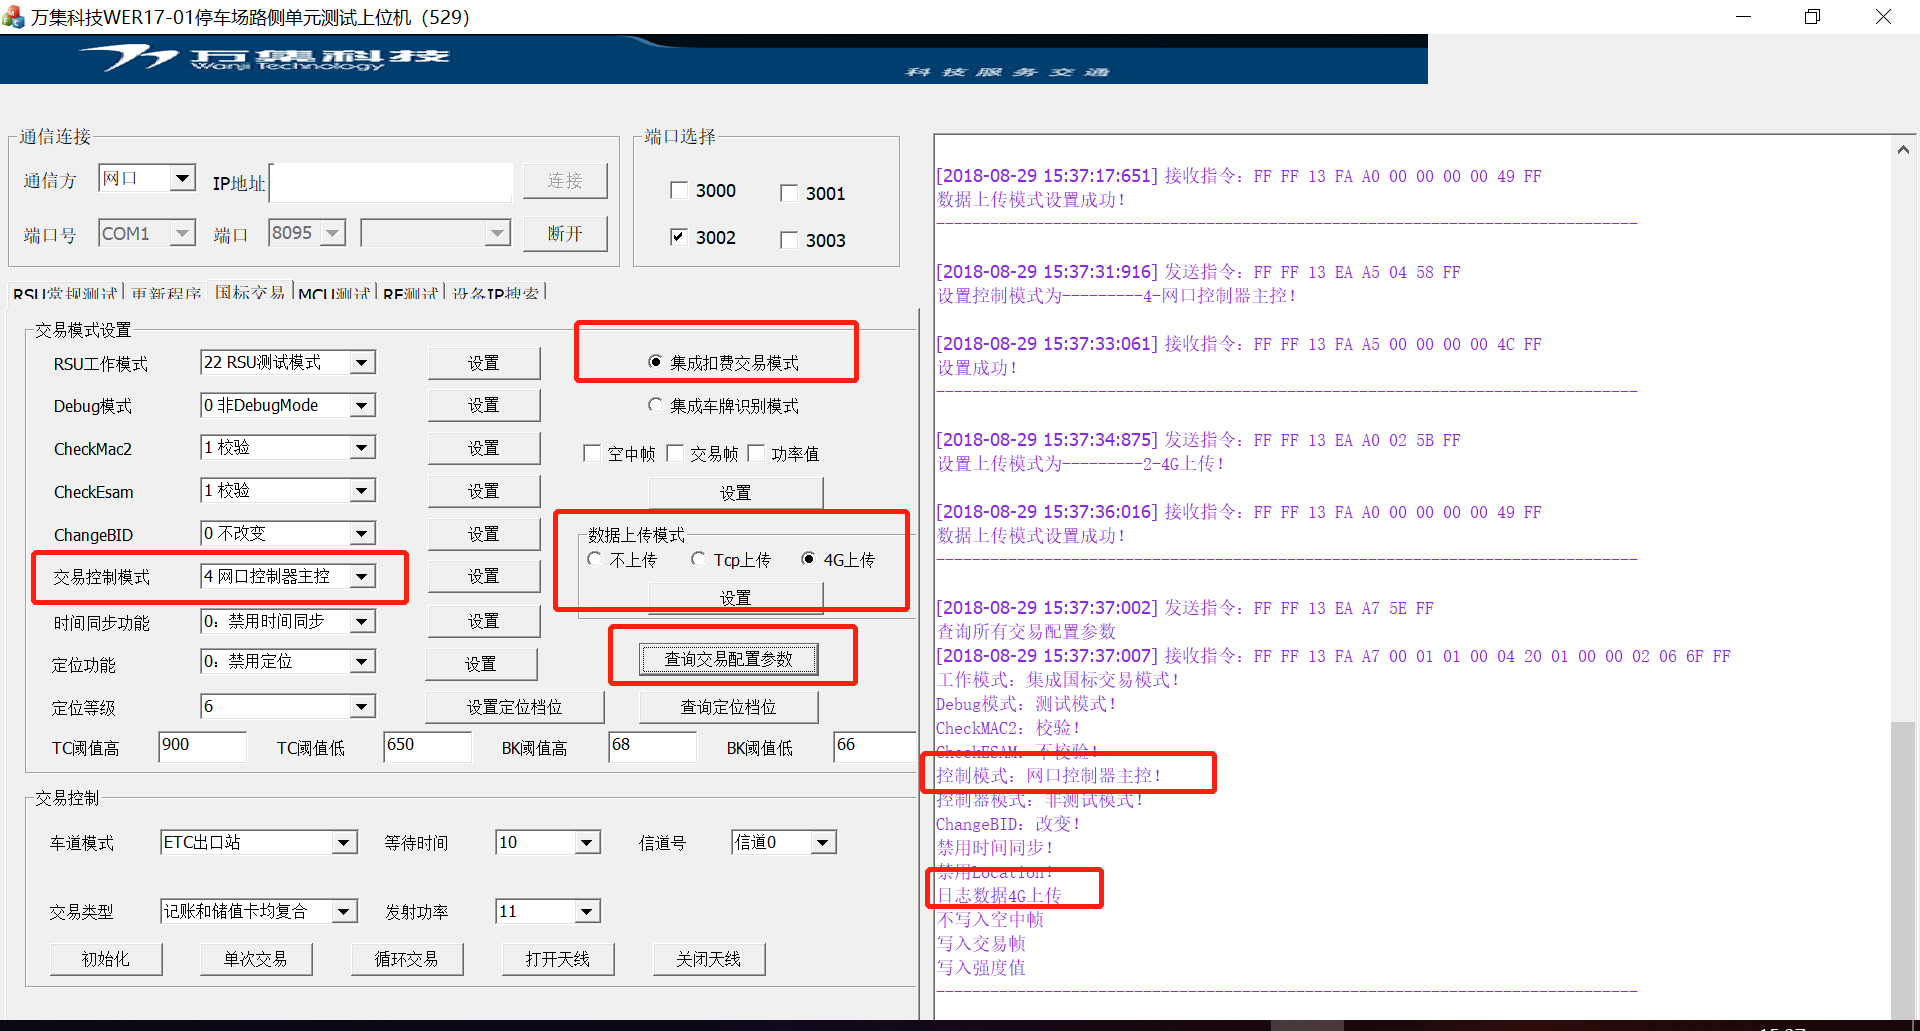 万集科技WER17-01停车场路侧单元测试上位机（529）
万集科技
Wanji Technology
科技服务交通
通信连接
通信方 网口 IP地址 连接
端口号 COM1 端口 8095 断开
端口选择
3000 3001
3002 3003
RSU常规测试 更新程序 国标交易 MCU测试 RF测试 设备IP搜索
交易模式设置
RSU工作模式 22 RSU测试模式 设置 集成扣费交易模式
Debug模式 0 非DebugMode 设置 集成车牌识别模式
CheckMac2 1 校验 设置 空中帧 交易帧 功率值
CheckEsam 1 校验 设置 设置
ChangeBID 0 不改变 设置 数据上传模式
不上传 Tcp上传 4G上传
交易控制模式 4 网口控制器主控 设置 设置
时间同步功能 0：禁用时间同步 设置
定位功能 0：禁用定位 设置 查询交易配置参数
定位等级 6 设置定位档位 查询定位档位
TC阈值高 900 TC阈值低 650 BK阈值高 68 BK阈值低 66
交易控制
车道模式 ETC出口站 等待时间 10 信道号 信道0
交易类型 记账和储值卡均复合 发射功率 11
初始化 单次交易 循环交易 打开天线 关闭天线
[2018-08-29 15:37:17:651] 接收指令：FF FF 13 FA A0 00 00 00 00 49 FF
数据上传模式设置成功！
------------------------------------------------------------------------------
[2018-08-29 15:37:31:916] 发送指令：FF FF 13 EA A5 04 58 FF
设置控制模式为---------4-网口控制器主控！
[2018-08-29 15:37:33:061] 接收指令：FF FF 13 FA A5 00 00 00 00 4C FF
设置成功！
------------------------------------------------------------------------------
[2018-08-29 15:37:34:875] 发送指令：FF FF 13 EA A0 02 5B FF
设置上传模式为---------2-4G上传！
[2018-08-29 15:37:36:016] 接收指令：FF FF 13 FA A0 00 00 00 00 49 FF
数据上传模式设置成功！
------------------------------------------------------------------------------
[2018-08-29 15:37:37:002] 发送指令：FF FF 13 EA A7 5E FF
查询所有交易配置参数
[2018-08-29 15:37:37:007] 接收指令：FF FF 13 FA A7 00 01 01 00 04 20 01 00 00 02 06 6F FF
工作模式：集成国标交易模式！
Debug模式：测试模式！
CheckMAC2：校验！
CheckESAM：不校验！
控制模式：网口控制器主控！
控制器模式：非测试模式！
ChangeBID：改变！
禁用时间同步！
禁用Location！
日志数据4G上传
不写入空中帧
写入交易帧
写入强度值
------------------------------------------------------------------------------